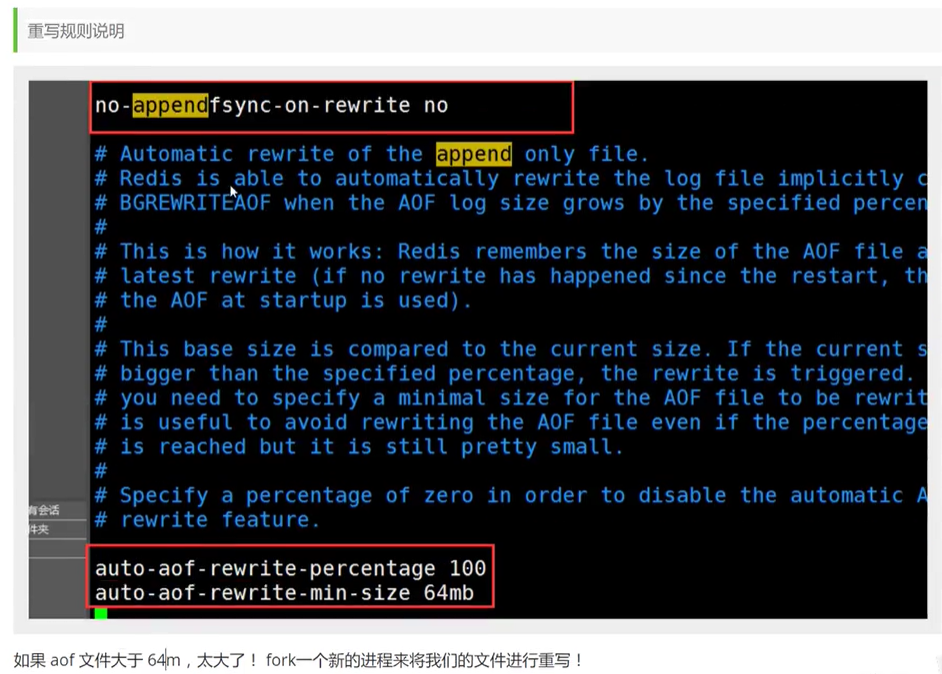 重写规则说明
no-appendfsync-on-rewrite no
# Automatic rewrite of the append only file.
# Redis is able to automatically rewrite the log file implicitly c
# BGREWRITEAOF when the AOF log size grows by the specified percen
#
# This is how it works: Redis remembers the size of the AOF file a
# latest rewrite (if no rewrite has happened since the restart, th
# the AOF at startup is used).
#
# This base size is compared to the current size. If the current s
# bigger than the specified percentage, the rewrite is triggered.
# you need to specify a minimal size for the AOF file to be rewrit
# is useful to avoid rewriting the AOF file even if the percentage
# is reached but it is still pretty small.
#
# Specify a percentage of zero in order to disable the automatic A
# rewrite feature.
有会话
件夹
auto-aof-rewrite-percentage 100
auto-aof-rewrite-min-size 64mb
如果 aof 文件大于 64m，太大了！ fork一个新的进程来将我们的文件进行重写！